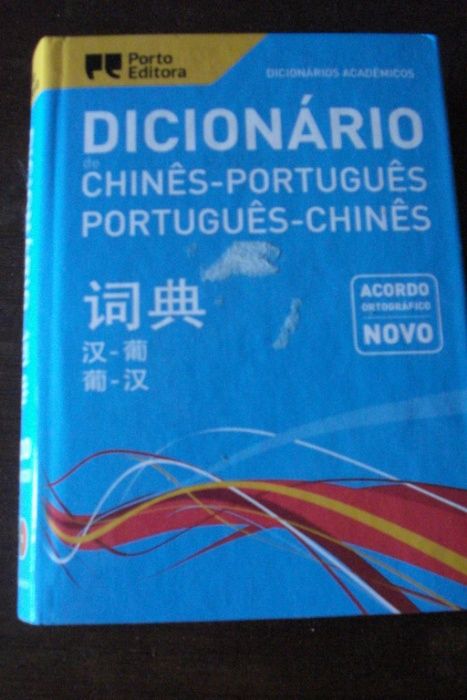 Porto
Editora
DICIONÁRIOS ACADÉMICOS
DICIONÁRIO
de
CHINÊS-PORTUGUÊS
PORTUGUÊS-CHINÊS
词典
汉-葡
葡-汉
ACORDO
ORTOGRÁFICO
NOVO